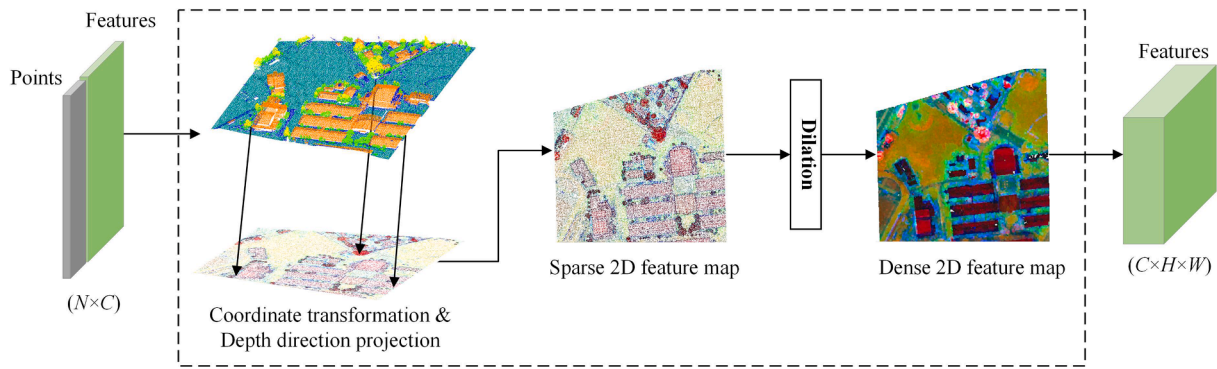 Features
Points
(N×C)
Coordinate transformation &
Depth direction projection
Sparse 2D feature map
Dilation
Dense 2D feature map
Features
(C×H×W)